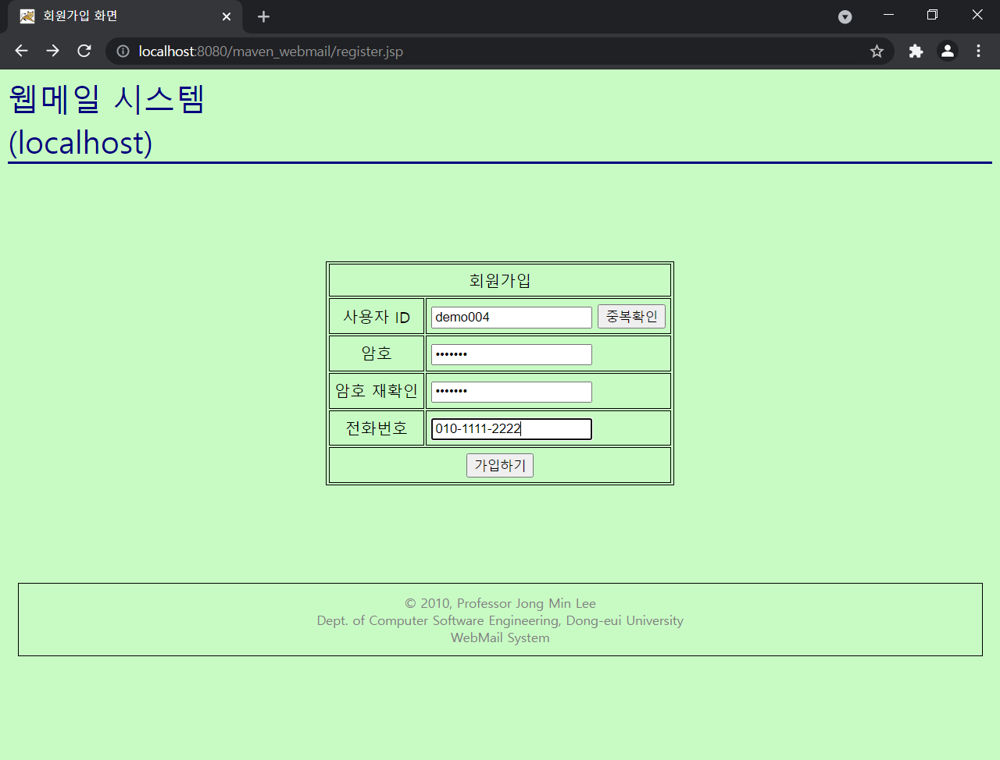 회원가입 화면
localhost:8080/maven_webmail/register.jsp
웹메일 시스템
(localhost)
회원가입
사용자 ID demo004 중복확인
암호 •••••••
암호 재확인 •••••••
전화번호 010-1111-2222
가입하기
© 2010, Professor Jong Min Lee
Dept. of Computer Software Engineering, Dong-eui University
WebMail System